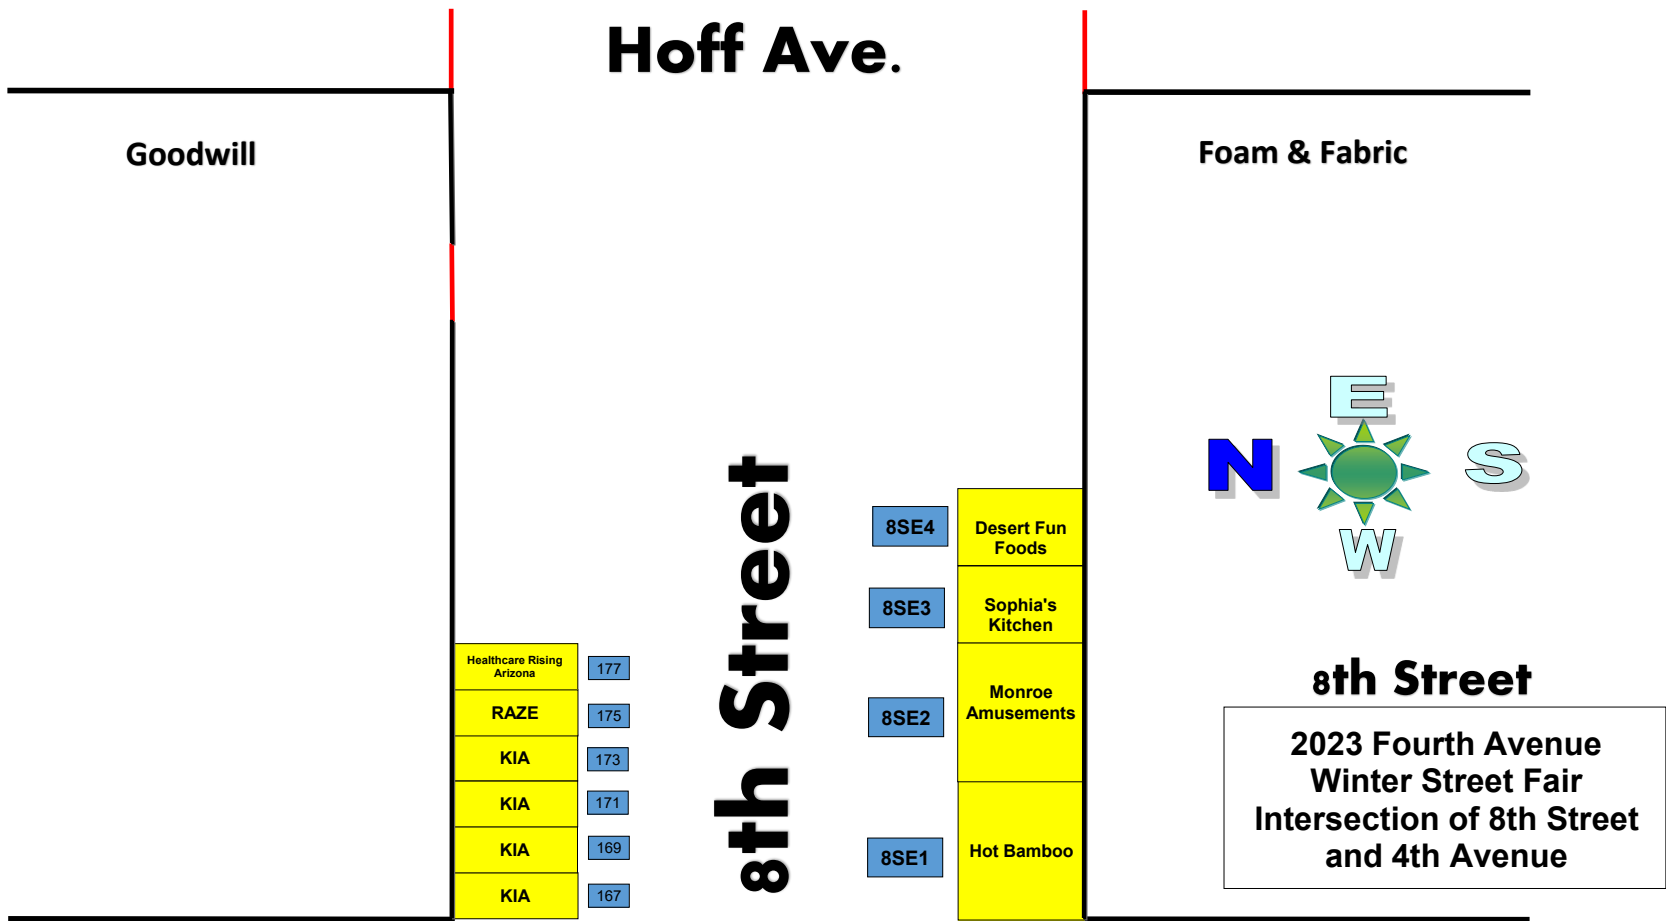 Hoff Ave.
Goodwill
Foam & Fabric
E
N
S
W
8th Street
8SE4
Desert Fun
Foods
8SE3
Sophia's
Kitchen
8SE2
Monroe
Amusements
8SE1
Hot Bamboo
Healthcare Rising
Arizona
177
RAZE
175
KIA
173
KIA
171
KIA
169
KIA
167
8th Street
2023 Fourth Avenue
Winter Street Fair
Intersection of 8th Street
and 4th Avenue